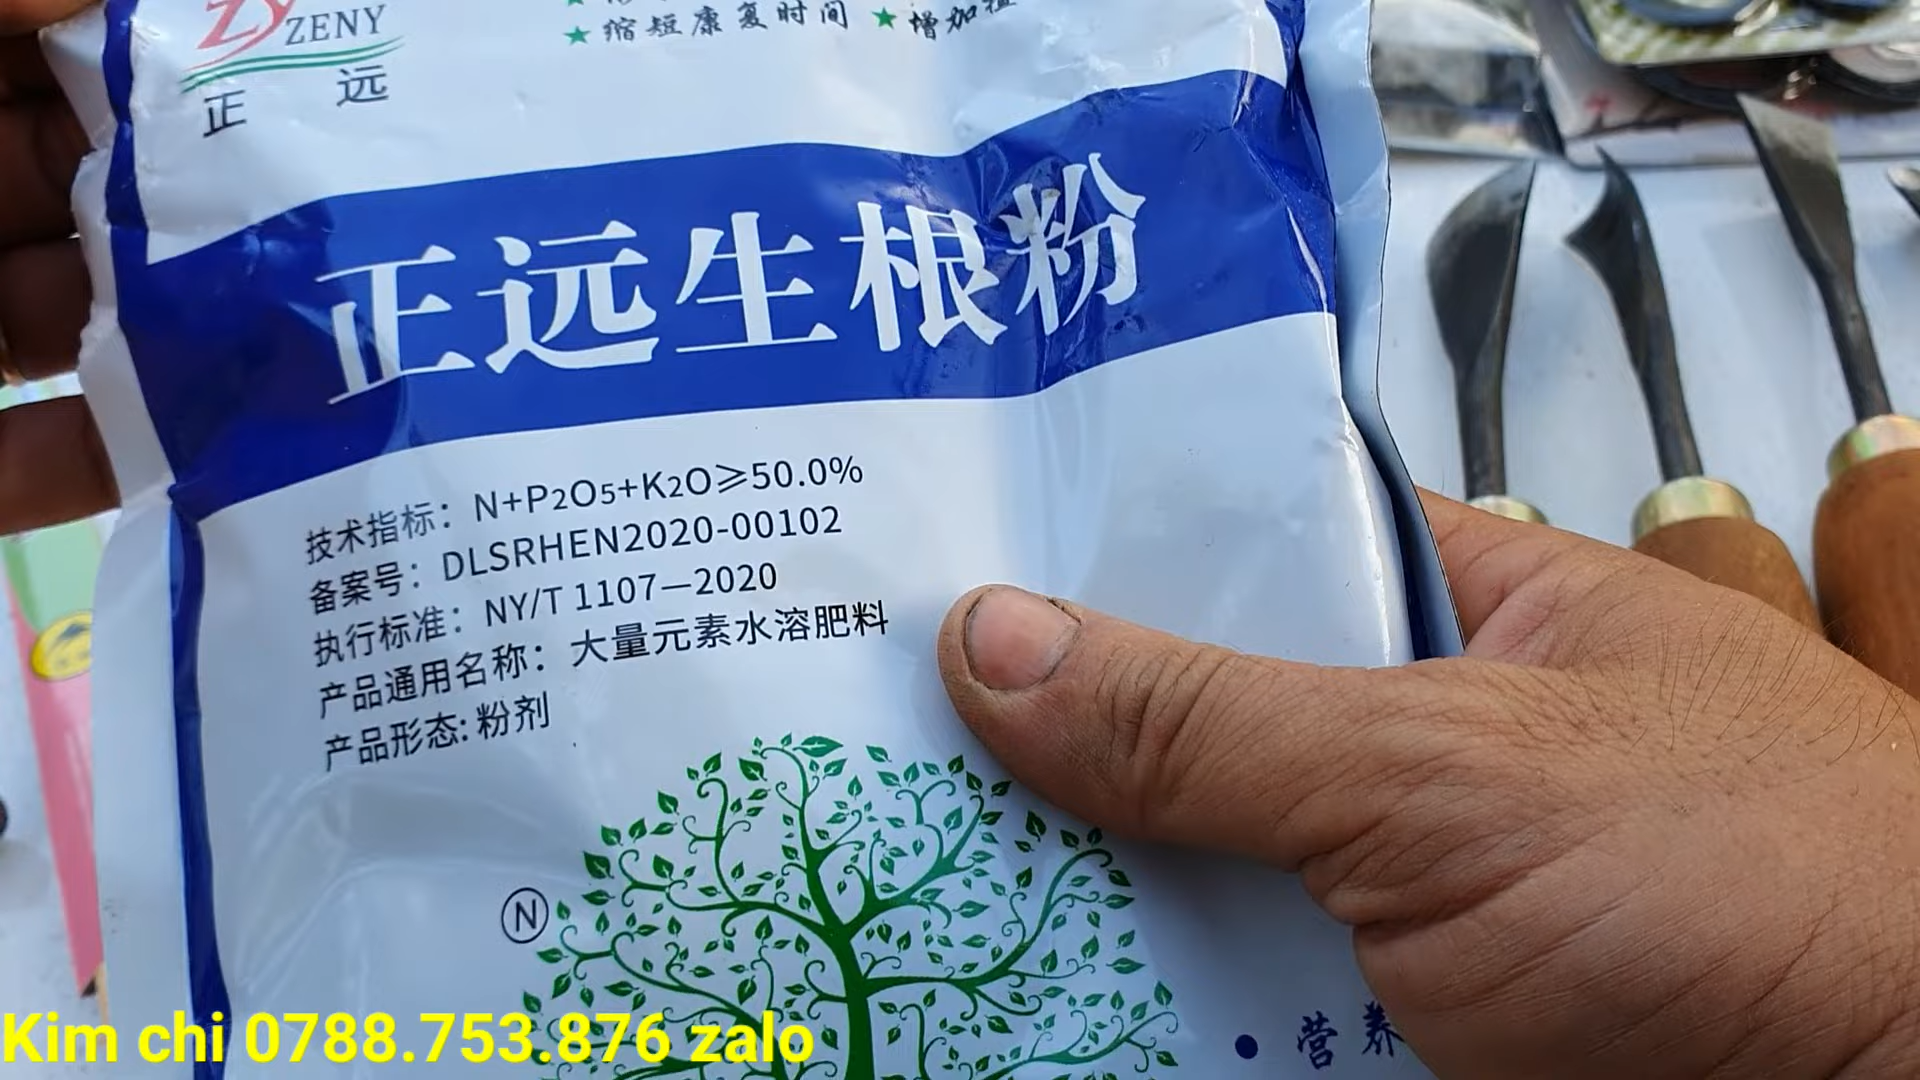 ZY ZENY
正远
★ 缩短康复时间 ★ 增加
正远生根粉
技术指标：N+P2O5+K2O≥50.0%
备案号：DLSRHEN2020-00102
执行标准：NY/T 1107—2020
产品通用名称：大量元素水溶肥料
产品形态: 粉剂
N
• 营养
Kim chi 0788.753.876 zalo